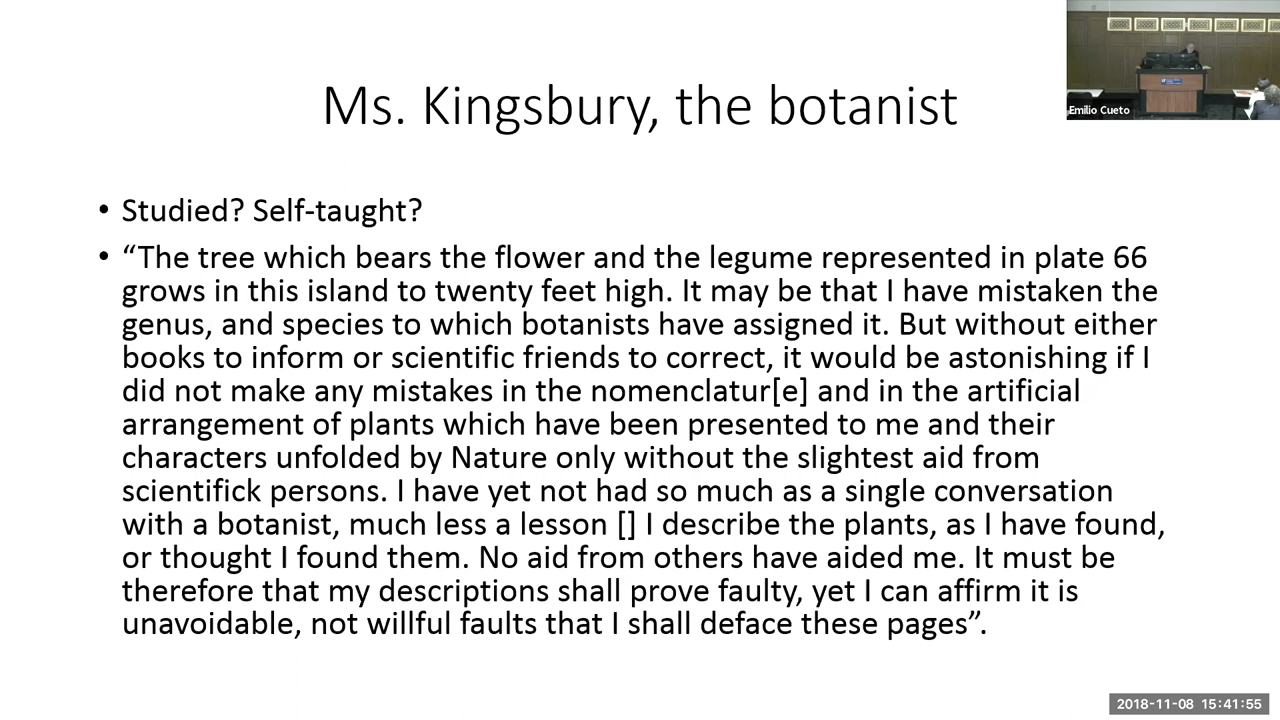 Ms. Kingsbury, the botanist
Emilio Cueto
• Studied? Self-taught?
• “The tree which bears the flower and the legume represented in plate 66
grows in this island to twenty feet high. It may be that I have mistaken the
genus, and species to which botanists have assigned it. But without either
books to inform or scientific friends to correct, it would be astonishing if I
did not make any mistakes in the nomenclatur[e] and in the artificial
arrangement of plants which have been presented to me and their
characters unfolded by Nature only without the slightest aid from
scientifick persons. I have yet not had so much as a single conversation
with a botanist, much less a lesson [] I describe the plants, as I have found,
or thought I found them. No aid from others have aided me. It must be
therefore that my descriptions shall prove faulty, yet I can affirm it is
unavoidable, not willful faults that I shall deface these pages”.
2018-11-08 15:41:55